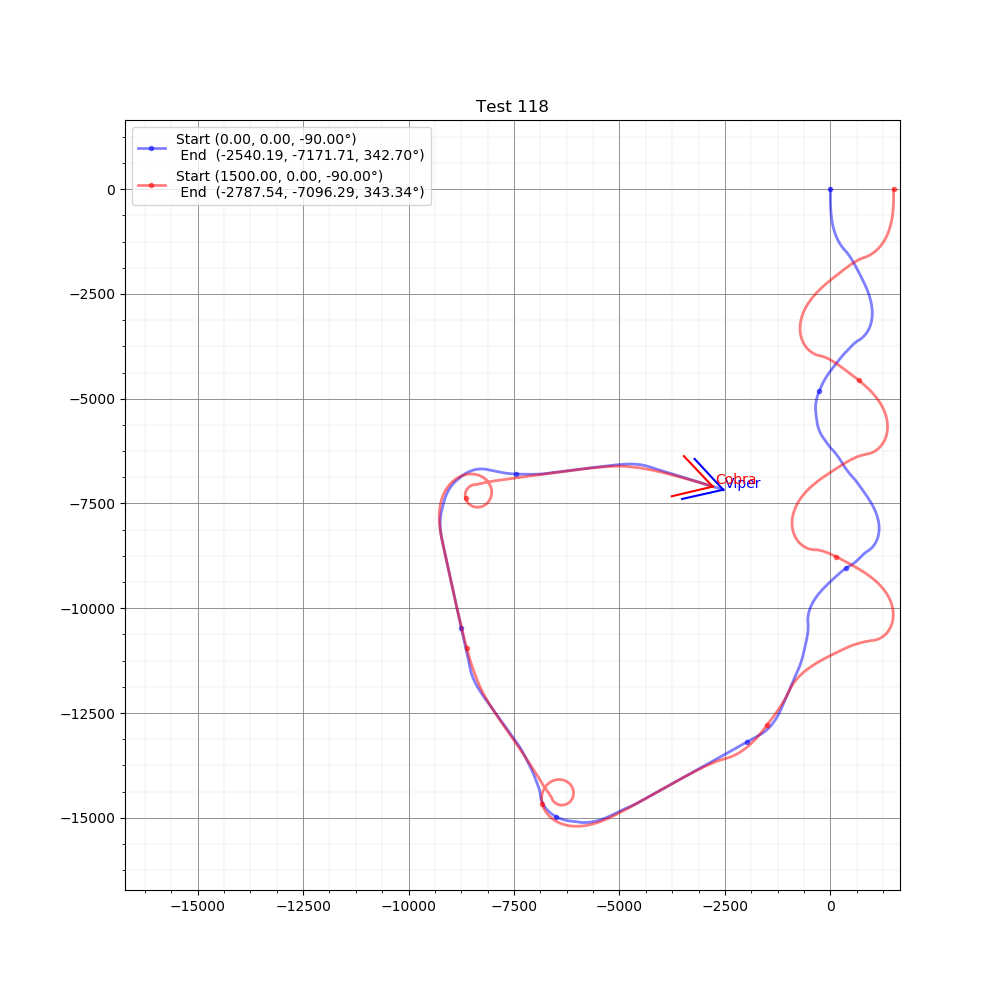 Test 118
Start (0.00, 0.00, -90.00°)
End  (-2540.19, -7171.71, 342.70°)
Start (1500.00, 0.00, -90.00°)
End  (-2787.54, -7096.29, 343.34°)
0
−2500
−5000
−7500
−10000
−12500
−15000
Cobra
Viper
−15000
−12500
−10000
−7500
−5000
−2500
0